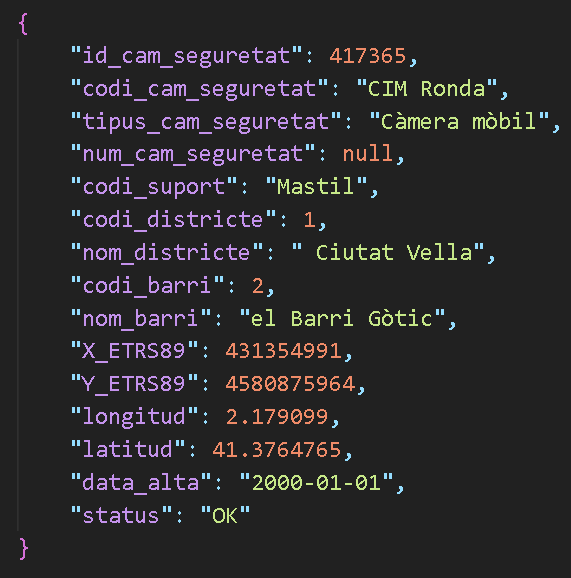 {
"id_cam_seguretat": 417365,
"codi_cam_seguretat": "CIM Ronda",
"tipus_cam_seguretat": "Càmera mòbil",
"num_cam_seguretat": null,
"codi_suport": "Mastil",
"codi_districte": 1,
"nom_districte": " Ciutat Vella",
"codi_barri": 2,
"nom_barri": "el Barri Gòtic",
"X_ETRS89": 431354991,
"Y_ETRS89": 4580875964,
"longitud": 2.179099,
"latitud": 41.3764765,
"data_alta": "2000-01-01",
"status": "OK"
}